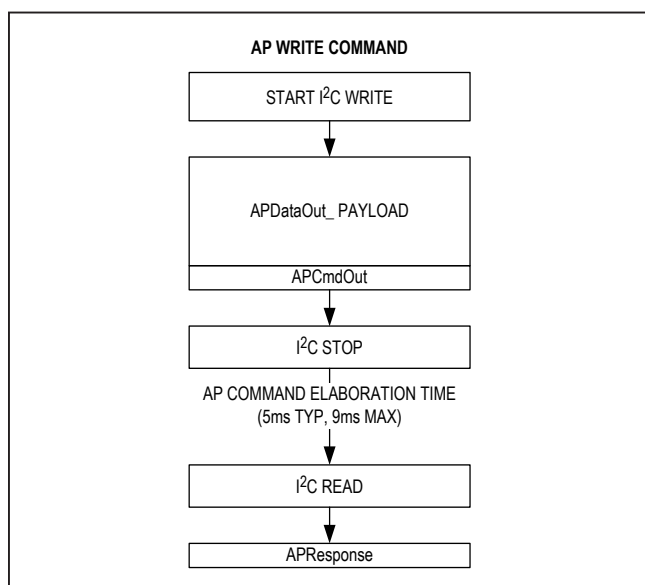 AP WRITE COMMAND
START I²C WRITE
APDataOut_ PAYLOAD
APCmdOut
I²C STOP
AP COMMAND ELABORATION TIME
(5ms TYP, 9ms MAX)
I²C READ
APResponse